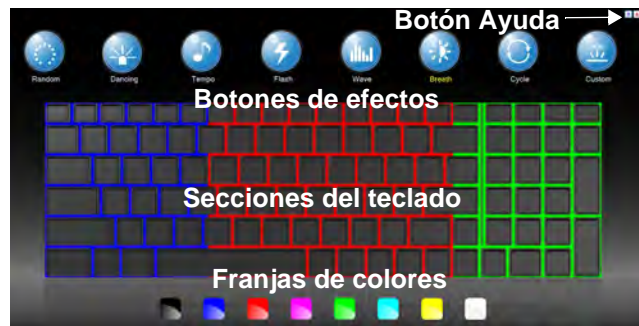 Botón Ayuda
Random Dancing Tempo Flash Wave Breath Cycle Custom
Botones de efectos
Secciones del teclado
Franjas de colores